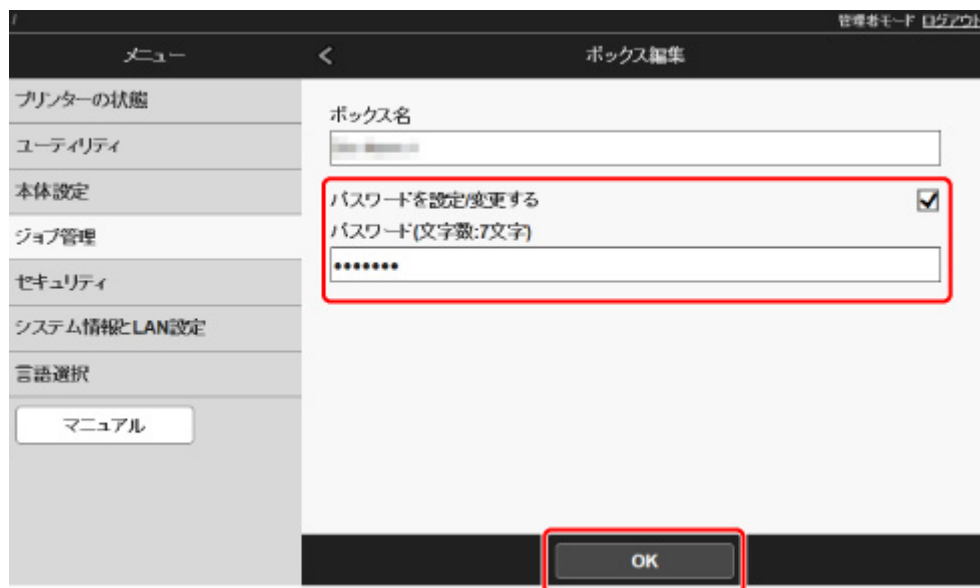 /
管理者モード ログアウト
メニュー
ボックス編集
プリンターの状態
ユーティリティ
本体設定
ジョブ管理
セキュリティ
システム情報とLAN設定
言語選択
マニュアル
ボックス名
パスワードを設定/変更する
パスワード(文字数:7文字)
•••••••
OK